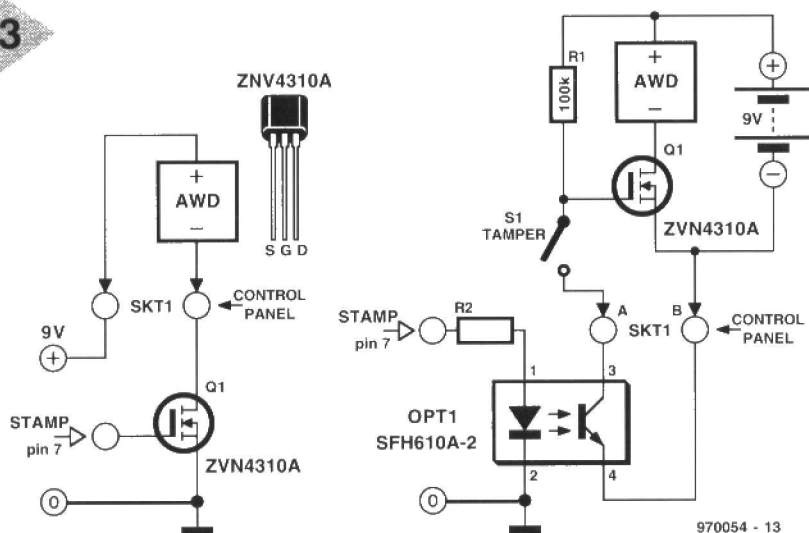 3
ZNV4310A
S G D
+
AWD
−
SKT1
CONTROL
PANEL
9V
+
Q1
STAMP
pin 7
ZVN4310A
0
R1
100k
+
AWD
−
9V
+
−
Q1
ZVN4310A
S1
TAMPER
A
SKT1
B
CONTROL
PANEL
STAMP
pin 7
R2
1
3
OPT1
SFH610A-2
2
4
0
970054 - 13